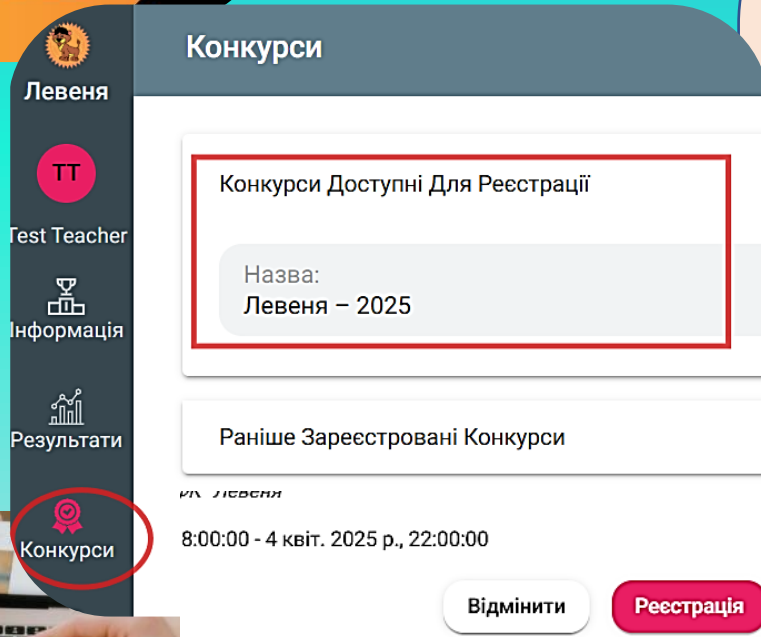 Левеня
TT
Test Teacher
Інформація
Результати
Конкурси
Конкурси
Конкурси Доступні Для Реєстрації
Назва:
Левеня – 2025
Раніше Зареєстровані Конкурси
Левеня
8:00:00 - 4 квіт. 2025 р., 22:00:00
Відмінити
Реєстрація